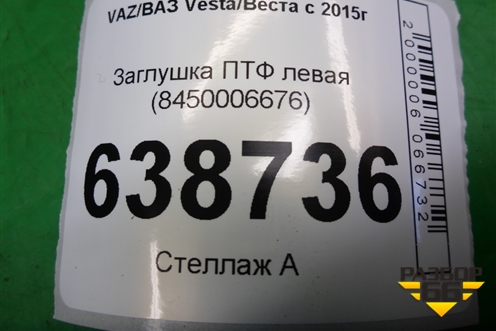 VAZ/ВАЗ Vesta/Веста с 2015г
Заглушка ПТФ левая
(8450006676)
638736
Стеллаж А
2000006066732
РАЗБОР
66